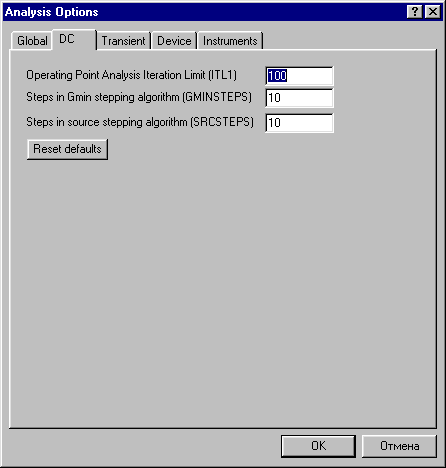 Analysis Options
Global DC Transient Device Instruments
Operating Point Analysis Iteration Limit (ITL1) 100
Steps in Gmin stepping algorithm (GMINSTEPS) 10
Steps in source stepping algorithm (SRCSTEPS) 10
Reset defaults
OK Отмена